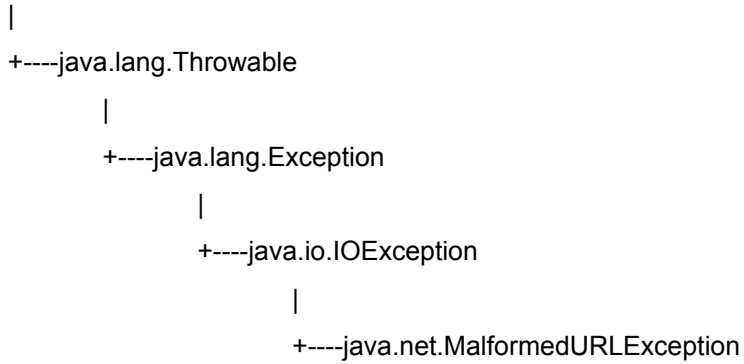 |
+----java.lang.Throwable
|
+----java.lang.Exception
|
+----java.io.IOException
|
+----java.net.MalformedURLException